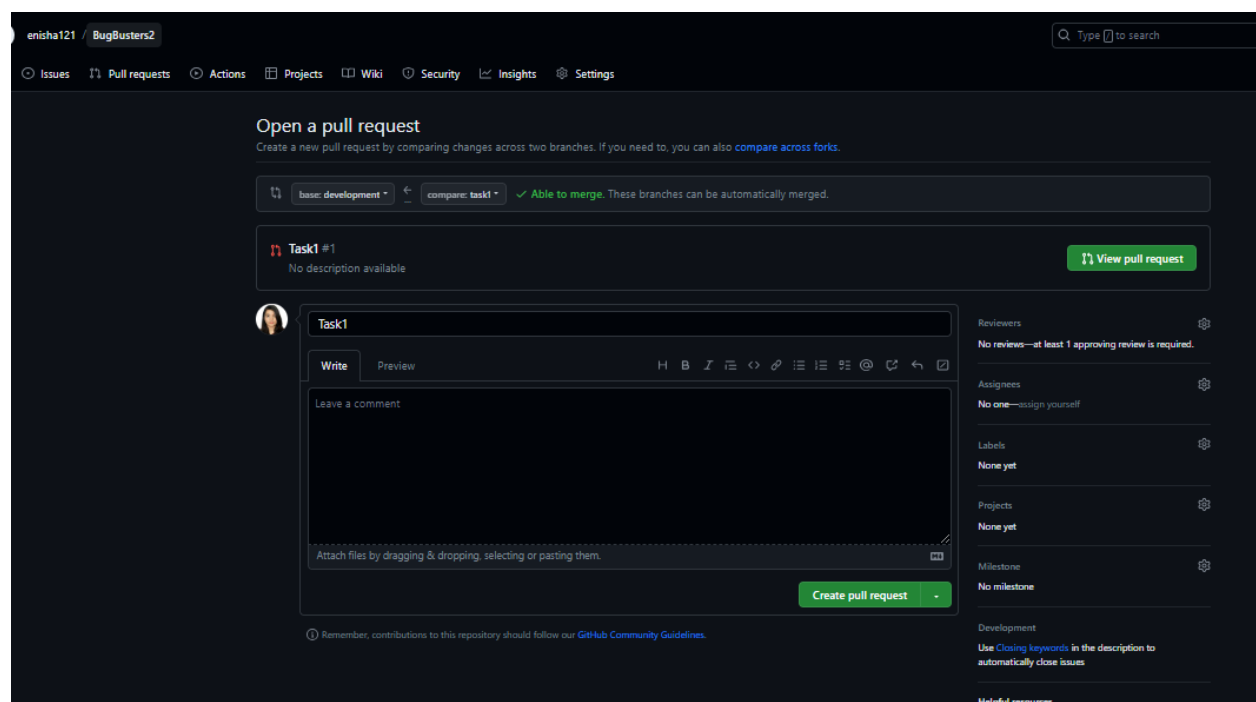 enisha121 / BugBusters2
Type / to search
Issues Pull requests Actions Projects Wiki Security Insights Settings
Open a pull request
Create a new pull request by comparing changes across two branches. If you need to, you can also compare across forks.
base: development ← compare: task1 ✓ Able to merge. These branches can be automatically merged.
Task1 #1
No description available
View pull request
Task1
Write Preview
Leave a comment
Attach files by dragging & dropping, selecting or pasting them.
Create pull request
Remember, contributions to this repository should follow our GitHub Community Guidelines.
Reviewers
No reviews—at least 1 approving review is required.
Assignees
No one—assign yourself
Labels
None yet
Projects
None yet
Milestone
No milestone
Development
Use Closing keywords in the description to
automatically close issues
Helpful resources